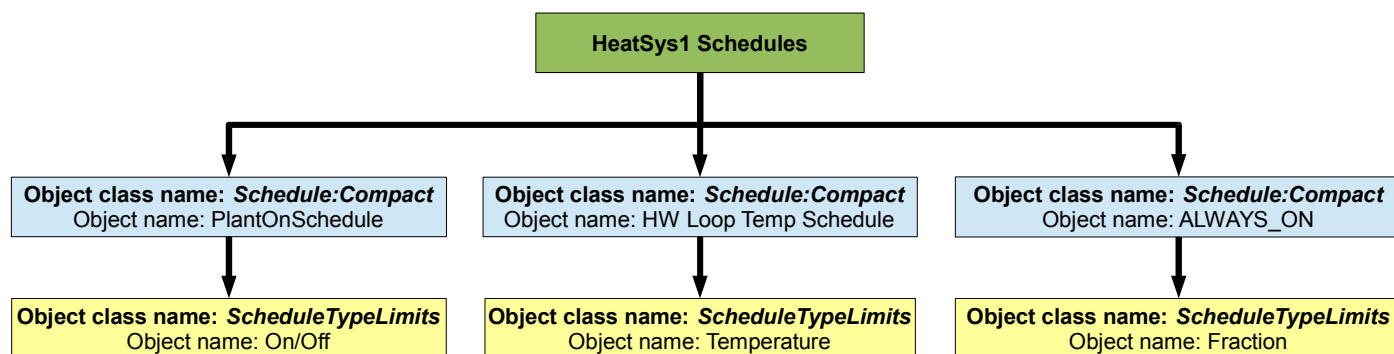 HeatSys1 Schedules
Object class name: Schedule:Compact
Object name: PlantOnSchedule
Object class name: Schedule:Compact
Object name: HW Loop Temp Schedule
Object class name: Schedule:Compact
Object name: ALWAYS_ON
Object class name: ScheduleTypeLimits
Object name: On/Off
Object class name: ScheduleTypeLimits
Object name: Temperature
Object class name: ScheduleTypeLimits
Object name: Fraction